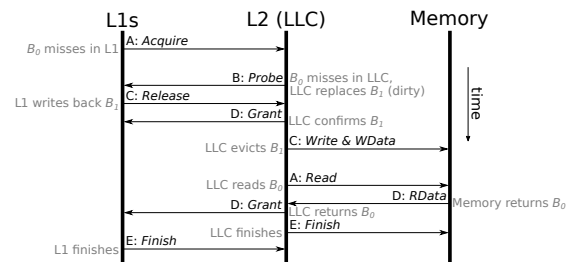 L1s L2 (LLC) Memory
A: Acquire
B₀ misses in L1
B: Probe B₀ misses in LLC,
LLC replaces B₁ (dirty)
L1 writes back B₁ C: Release
D: Grant LLC confirms B₁
LLC evicts B₁ C: Write & WData
time
LLC reads B₀ A: Read
D: RData Memory returns B₀
D: Grant LLC returns B₀
LLC finishes E: Finish
L1 finishes E: Finish